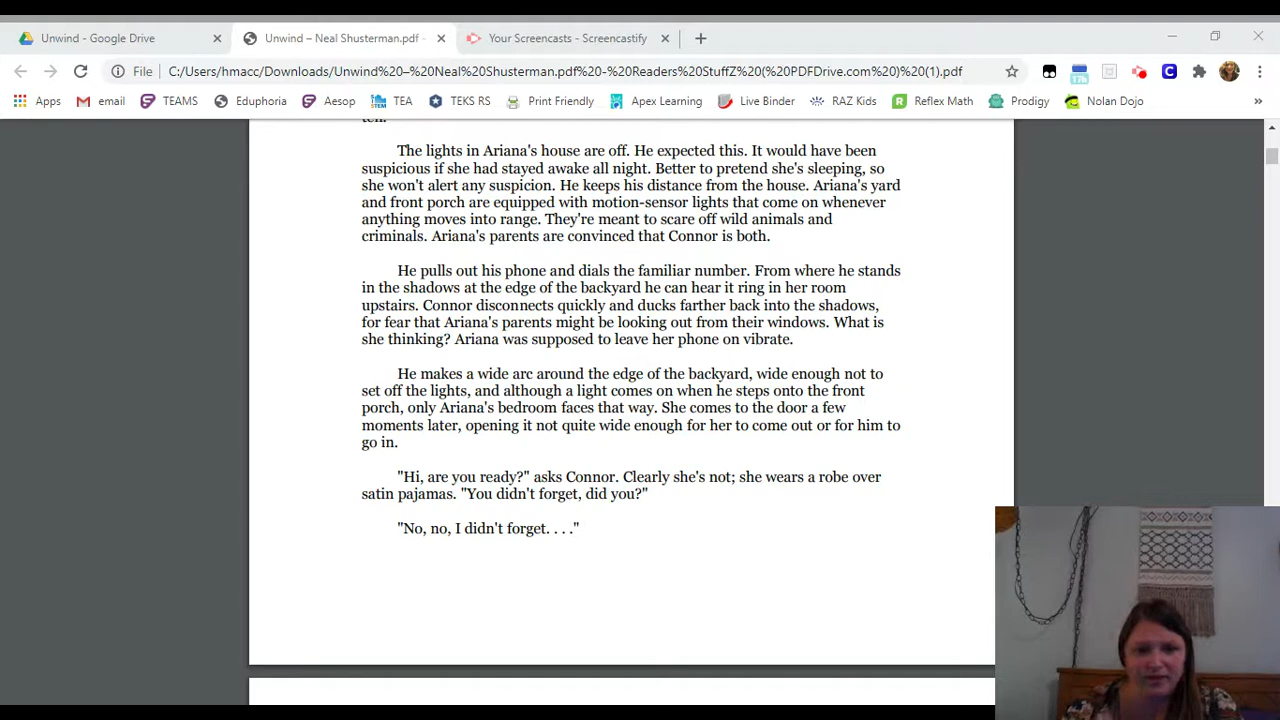 Unwind - Google Drive
Unwind – Neal Shusterman.pdf -
Your Screencasts - Screencastify
File
C:/Users/hmacc/Downloads/Unwind%20-%20Neal%20Shusterman.pdf%20-%20Readers%20Stuff7%20(%20PDFDrive.com%20)%20(1).pdf
Apps
email
TEAMS
Eduphoria
Aesop
TEA
TEKS RS
Print Friendly
Apex Learning
Live Binder
RAZ Kids
Reflex Math
Prodigy
Nolan Dojo
»
ten.
The lights in Ariana's house are off. He expected this. It would have been
suspicious if she had stayed awake all night. Better to pretend she's sleeping, so
she won't alert any suspicion. He keeps his distance from the house. Ariana's yard
and front porch are equipped with motion-sensor lights that come on whenever
anything moves into range. They're meant to scare off wild animals and
criminals. Ariana's parents are convinced that Connor is both.
He pulls out his phone and dials the familiar number. From where he stands
in the shadows at the edge of the backyard he can hear it ring in her room
upstairs. Connor disconnects quickly and ducks farther back into the shadows,
for fear that Ariana's parents might be looking out from their windows. What is
she thinking? Ariana was supposed to leave her phone on vibrate.
He makes a wide arc around the edge of the backyard, wide enough not to
set off the lights, and although a light comes on when he steps onto the front
porch, only Ariana's bedroom faces that way. She comes to the door a few
moments later, opening it not quite wide enough for her to come out or for him to
go in.
"Hi, are you ready?" asks Connor. Clearly she's not; she wears a robe over
satin pajamas. "You didn't forget, did you?"
"No, no, I didn't forget. . . ."